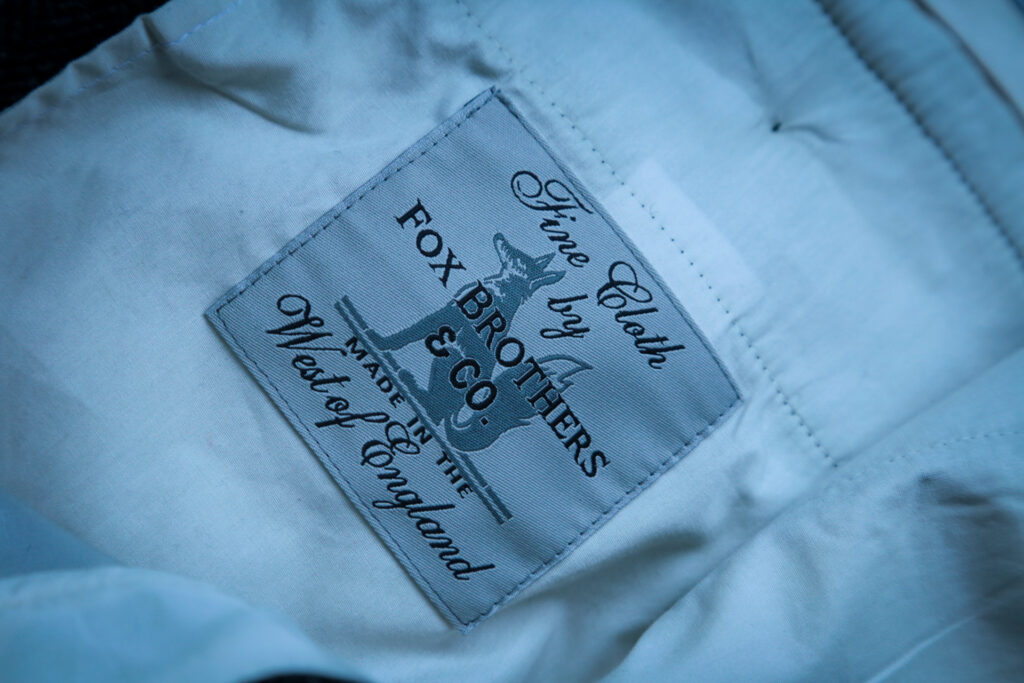 Fine Cloth
by
FOX BROTHERS
& CO.
MADE IN THE
West of England